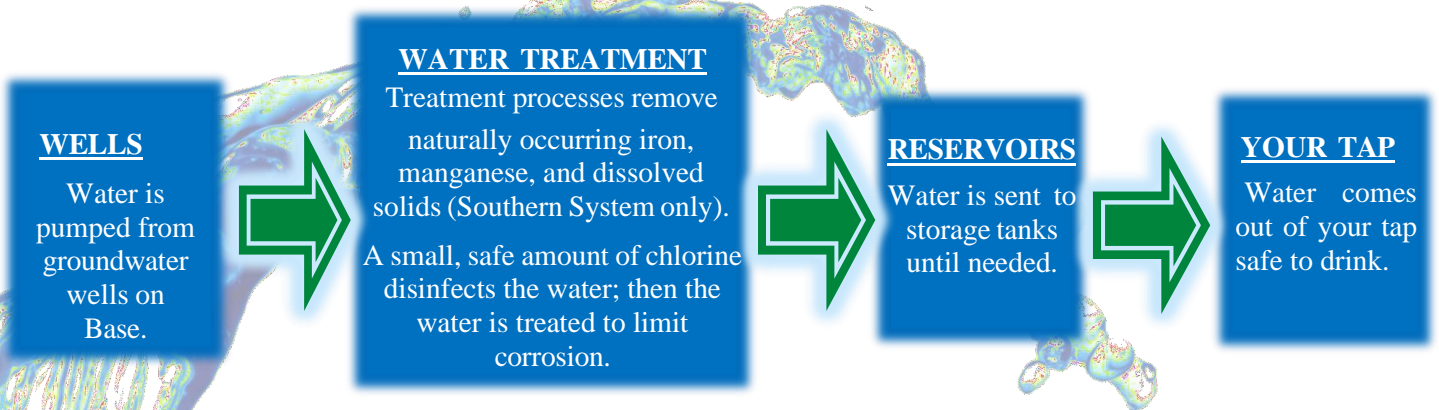 WELLS
Water is
pumped from
groundwater
wells on
Base.
WATER TREATMENT
Treatment processes remove
naturally occurring iron,
manganese, and dissolved
solids (Southern System only).
A small, safe amount of chlorine
disinfects the water; then the
water is treated to limit
corrosion.
RESERVOIRS
Water is sent to
storage tanks
until needed.
YOUR TAP
Water comes
out of your tap
safe to drink.